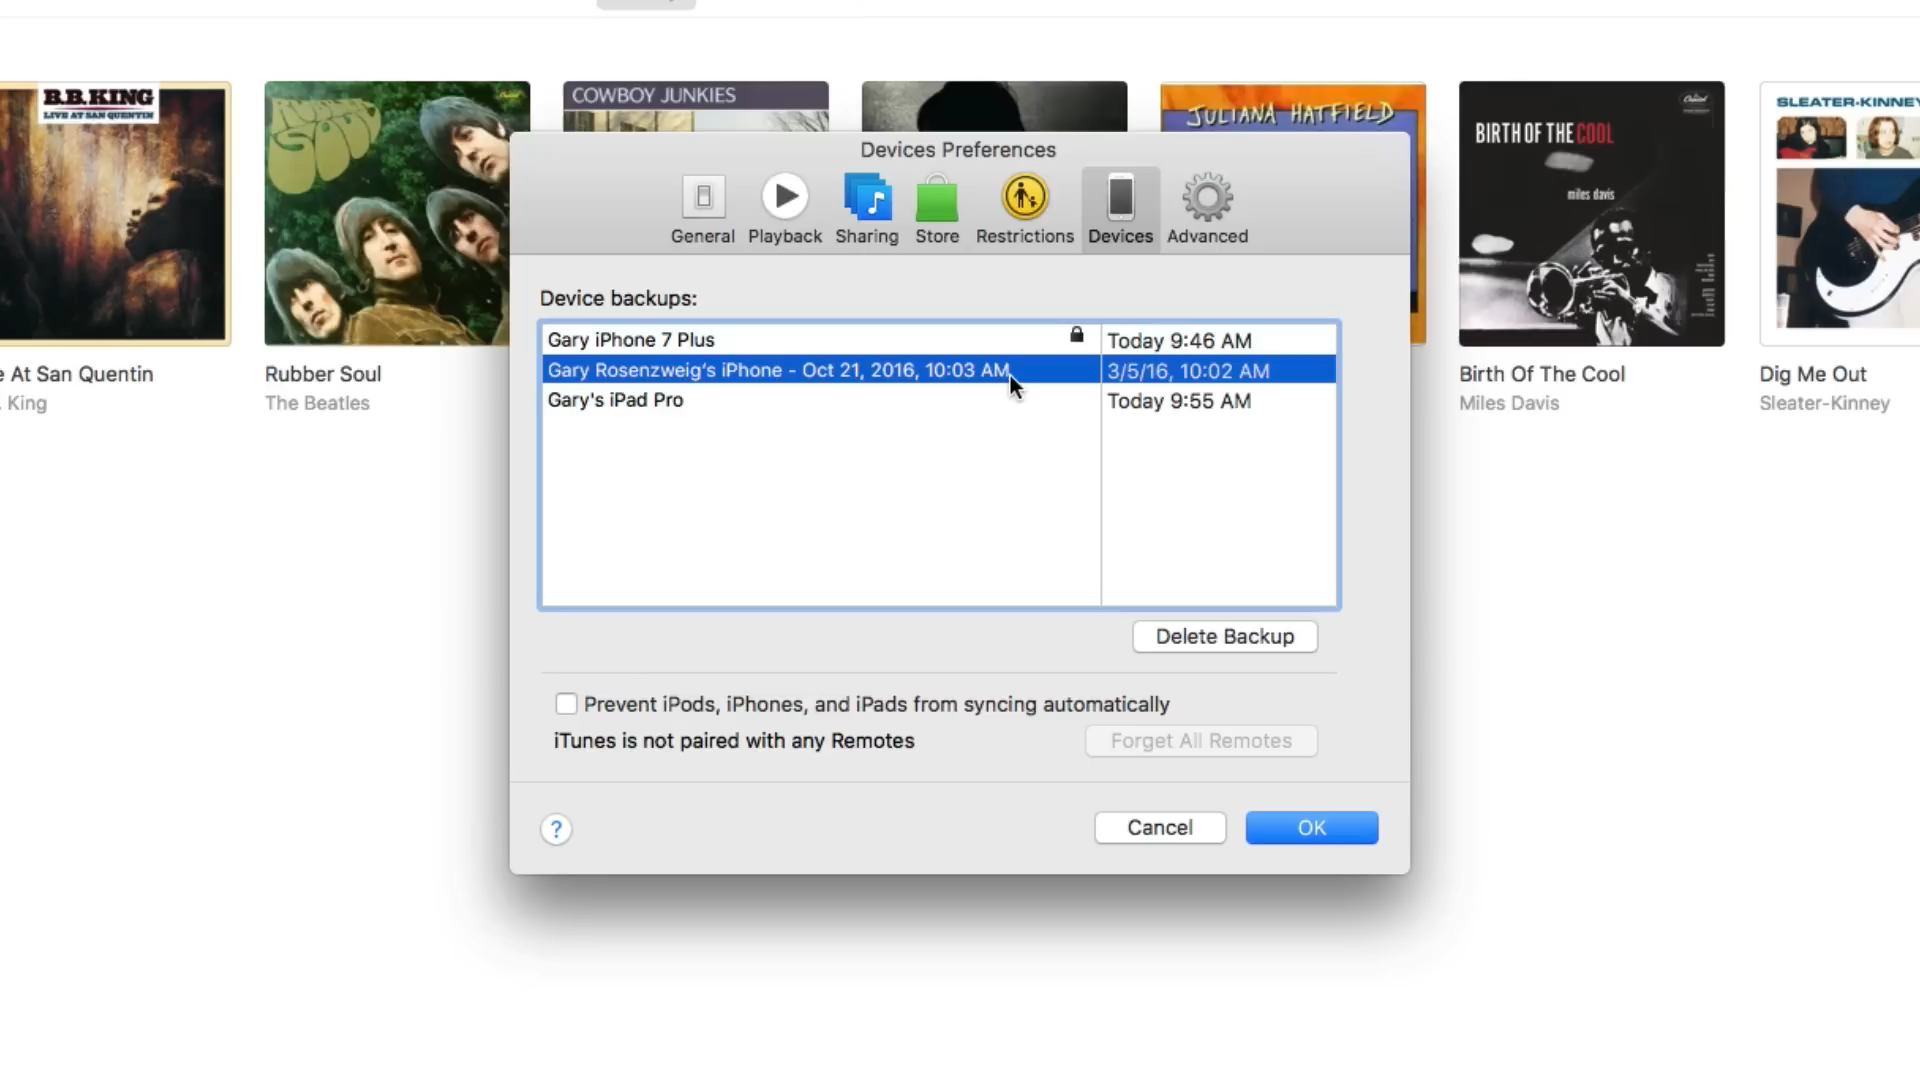 B.B. KING
LIVE AT SAN QUENTIN
RUBBER SOUL
COWBOY JUNKIES
JULIANA HATFIELD
Capitol
BIRTH OF THE COOL
miles davis
SLEATER-KINNEY
Devices Preferences
General
Playback
Sharing
Store
Restrictions
Devices
Advanced
Device backups:
Gary iPhone 7 Plus
Today 9:46 AM
Gary Rosenzweig's iPhone - Oct 21, 2016, 10:03 AM
3/5/16, 10:02 AM
Gary's iPad Pro
Today 9:55 AM
Delete Backup
Prevent iPods, iPhones, and iPads from syncing automatically
iTunes is not paired with any Remotes
Forget All Remotes
?
Cancel
OK
e At San Quentin
. King
Rubber Soul
The Beatles
Birth Of The Cool
Miles Davis
Dig Me Out
Sleater-Kinney